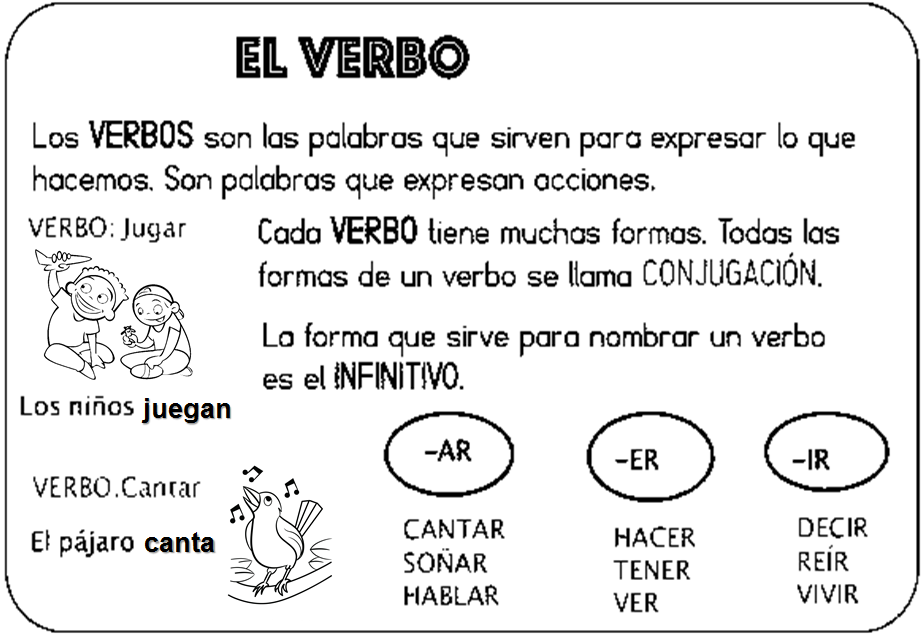 EL VERBO
Los VERBOS son las palabras que sirven para expresar lo que
hacemos. Son palabras que expresan acciones.
VERBO: Jugar
Los niños juegan
Cada VERBO tiene muchas formas. Todas las
formas de un verbo se llama CONJUGACIÓN.
La forma que sirve para nombrar un verbo
es el INFINITIVO.
VERBO.Cantar
El pájaro canta
-AR
CANTAR
SOÑAR
HABLAR
-ER
HACER
TENER
VER
-IR
DECIR
REÍR
VIVIR